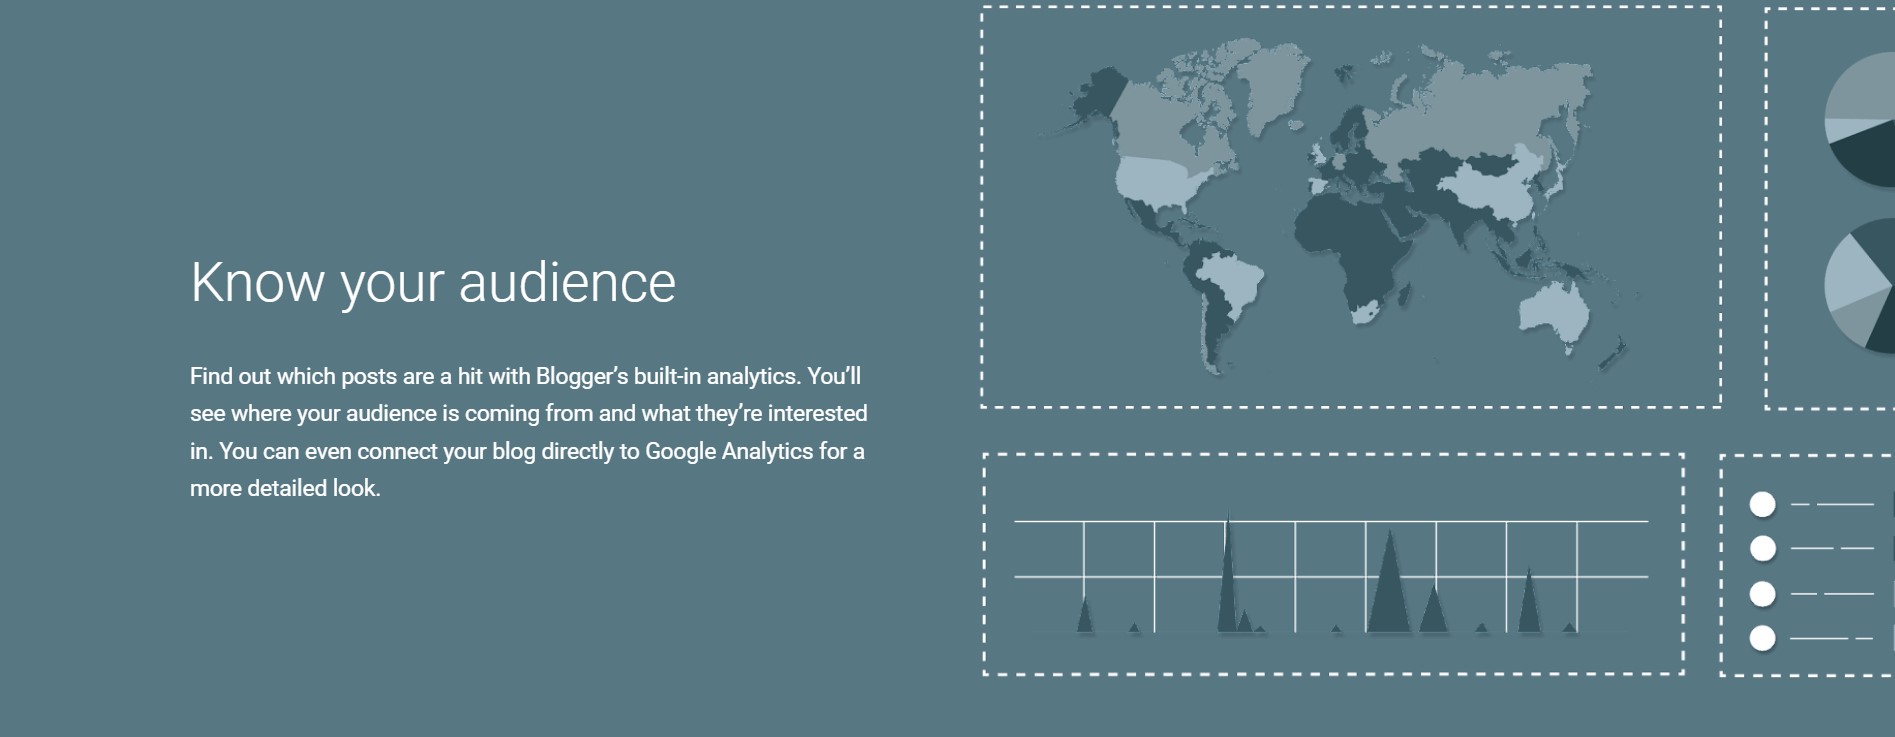 Know your audience
Find out which posts are a hit with Blogger’s built-in analytics. You’ll
see where your audience is coming from and what they’re interested
in. You can even connect your blog directly to Google Analytics for a
more detailed look.